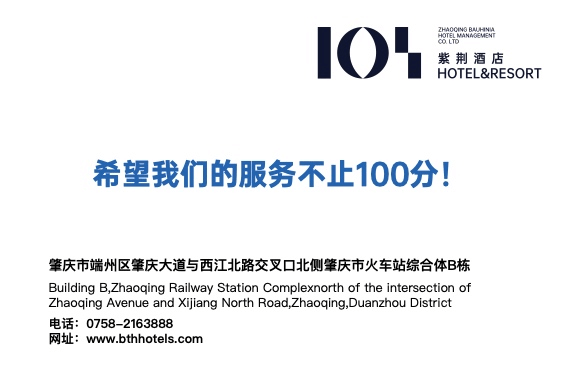 104
ZHAOQING BAUHINIA
HOTEL MANAGEMENT
CO. LTD
紫荆酒店
HOTEL&RESORT
希望我们的服务不止100分!
肇庆市端州区肇庆大道与西江北路交叉口北侧肇庆市火车站综合体B栋
Building B,Zhaoqing Railway Station Complexnorth of the intersection of
Zhaoqing Avenue and Xijiang North Road,Zhaoqing,Duanzhou District
电话：0758-2163888
网址：www.bthhotels.com